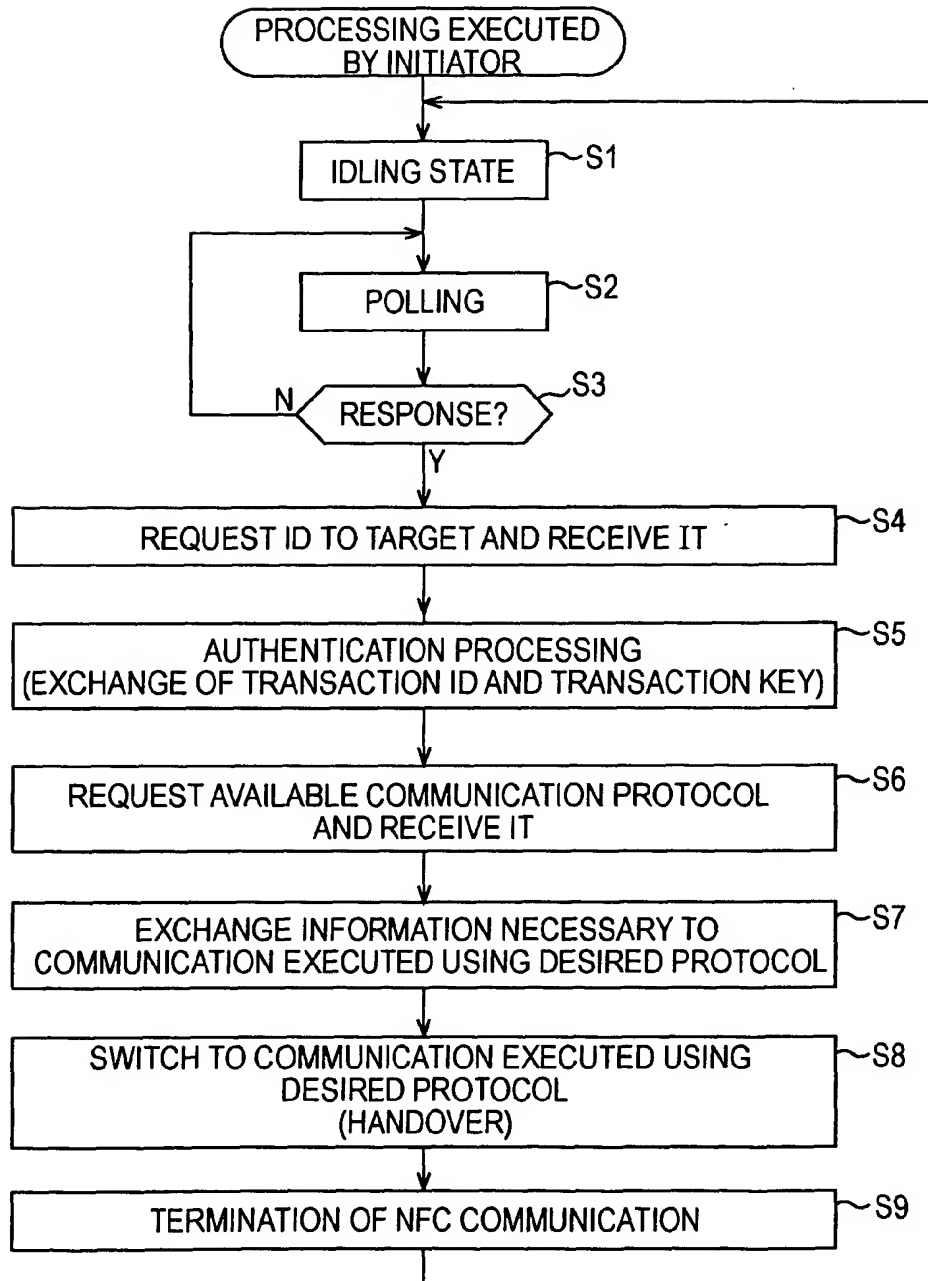 PROCESSING EXECUTED
BY INITIATOR
IDLING STATE
S1
POLLING
S2
RESPONSE?
S3
N
Y
REQUEST ID TO TARGET AND RECEIVE IT
S4
AUTHENTICATION PROCESSING
(EXCHANGE OF TRANSACTION ID AND TRANSACTION KEY)
S5
REQUEST AVAILABLE COMMUNICATION PROTOCOL
AND RECEIVE IT
S6
EXCHANGE INFORMATION NECESSARY TO
COMMUNICATION EXECUTED USING DESIRED PROTOCOL
S7
SWITCH TO COMMUNICATION EXECUTED USING
DESIRED PROTOCOL
(HANDOVER)
S8
TERMINATION OF NFC COMMUNICATION
S9